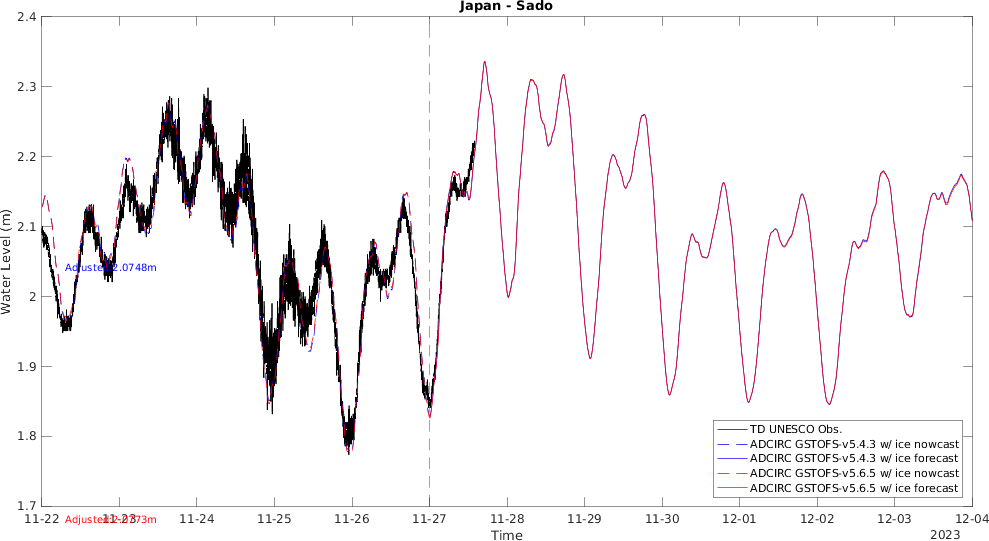 Japan - Sado
2.4
2.3
2.2
2.1
2
1.9
1.8
1.7
Water Level (m)
Adjusted 2.0748m
TD UNESCO Obs.
ADCIRC GSTOFS-v5.4.3 w/ ice nowcast
ADCIRC GSTOFS-v5.4.3 w/ ice forecast
ADCIRC GSTOFS-v5.6.5 w/ ice nowcast
ADCIRC GSTOFS-v5.6.5 w/ ice forecast
11-22 11-23 11-24 11-25 11-26 11-27 11-28 11-29 11-30 12-01 12-02 12-03 12-04
Time
2023